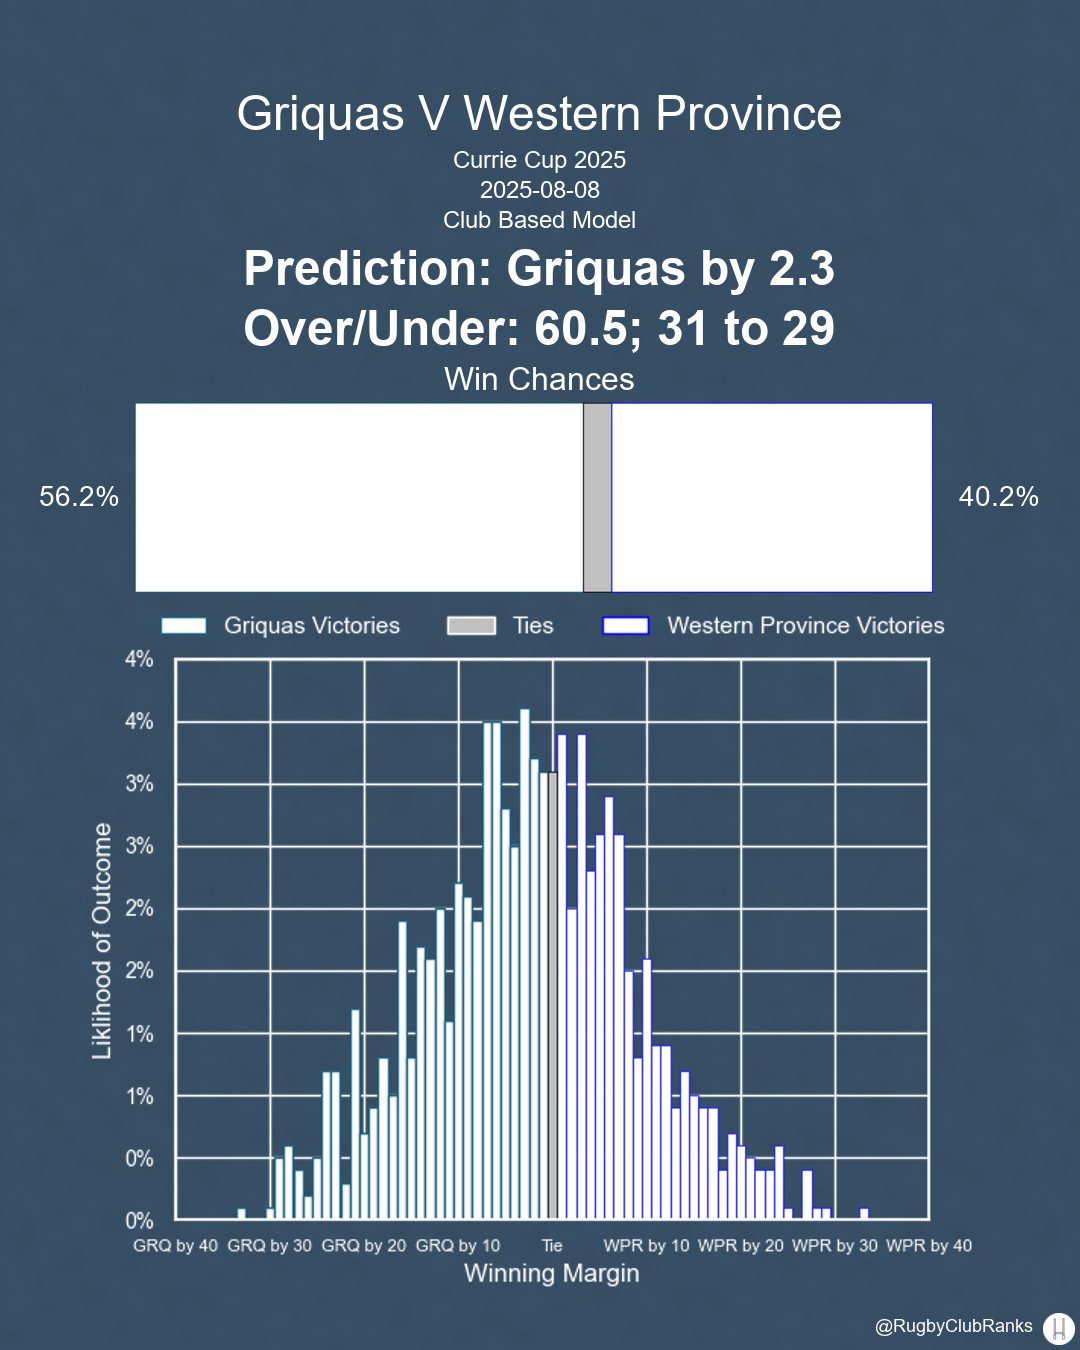 Griquas V Western Province
Currie Cup 2025
2025-08-08
Club Based Model
Prediction: Griquas by 2.3
Over/Under: 60.5; 31 to 29
Win Chances
56.2%
40.2%
Griquas Victories
Ties
Western Province Victories
4%
4%
3%
3%
2%
2%
1%
1%
0%
0%
Liklihood of Outcome
GRQ by 40
GRQ by 30
GRQ by 20
GRQ by 10
Tie
WPR by 10
WPR by 20
WPR by 30
WPR by 40
Winning Margin
@RugbyClubRanks